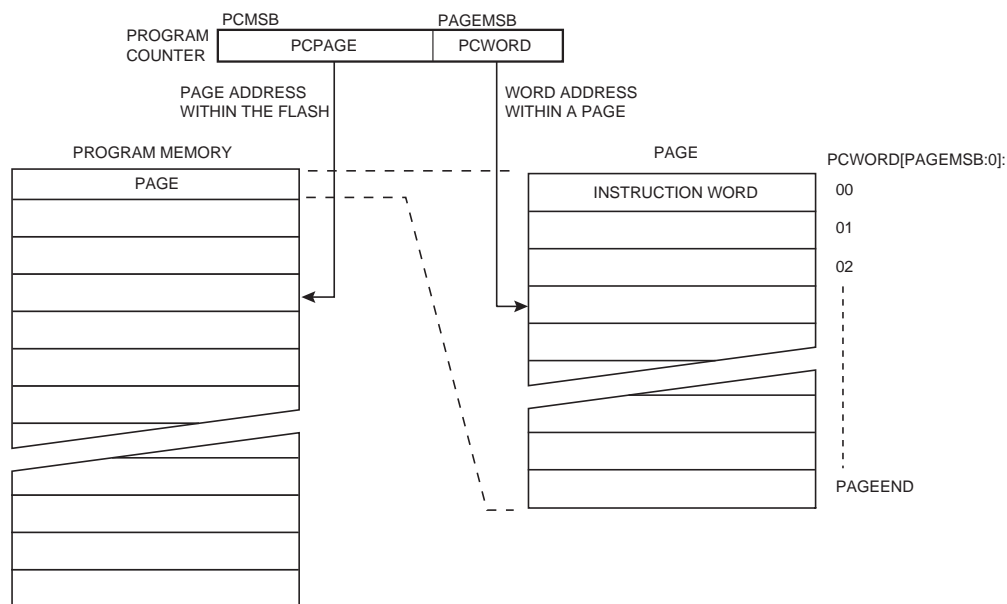 PCMSB PAGEMSB
PROGRAM
COUNTER
PCPAGE PCWORD
PAGE ADDRESS
WITHIN THE FLASH
WORD ADDRESS
WITHIN A PAGE
PROGRAM MEMORY
PAGE
PAGE
INSTRUCTION WORD
PCWORD[PAGEMSB:0]:
00
01
02
PAGEEND